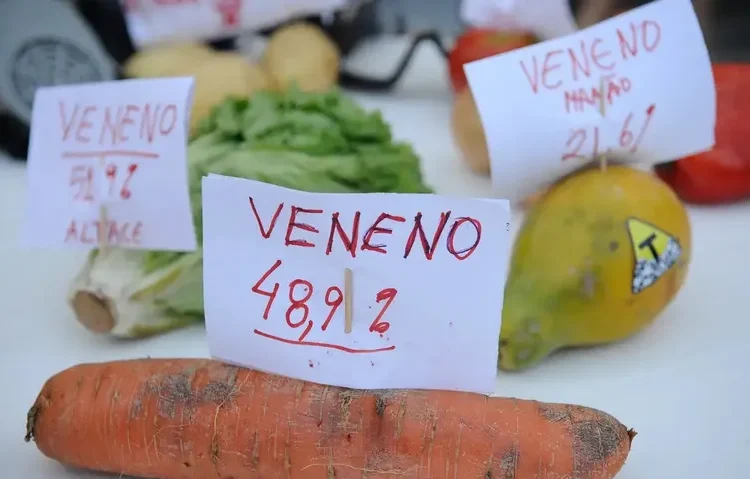 VENENO
51,9%
ALFACE
VENENO
48,9%
VENENO
MAMÃO
21,6%
T